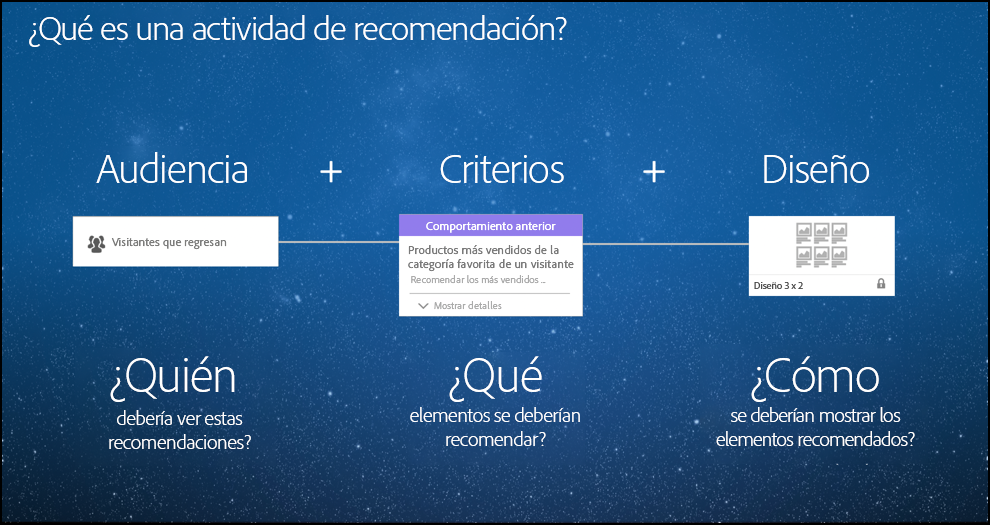 ¿Qué es una actividad de recomendación?
Audiencia + Criterios + Diseño
Visitantes que regresan
Comportamiento anterior
Productos más vendidos de la
categoría favorita de un visitante
Recomendar los más vendidos ...
Mostrar detalles
Diseño 3 x 2
¿Quién
debería ver estas
recomendaciones?
¿Qué
elementos se deberían
recomendar?
¿Cómo
se deberían mostrar los
elementos recomendados?